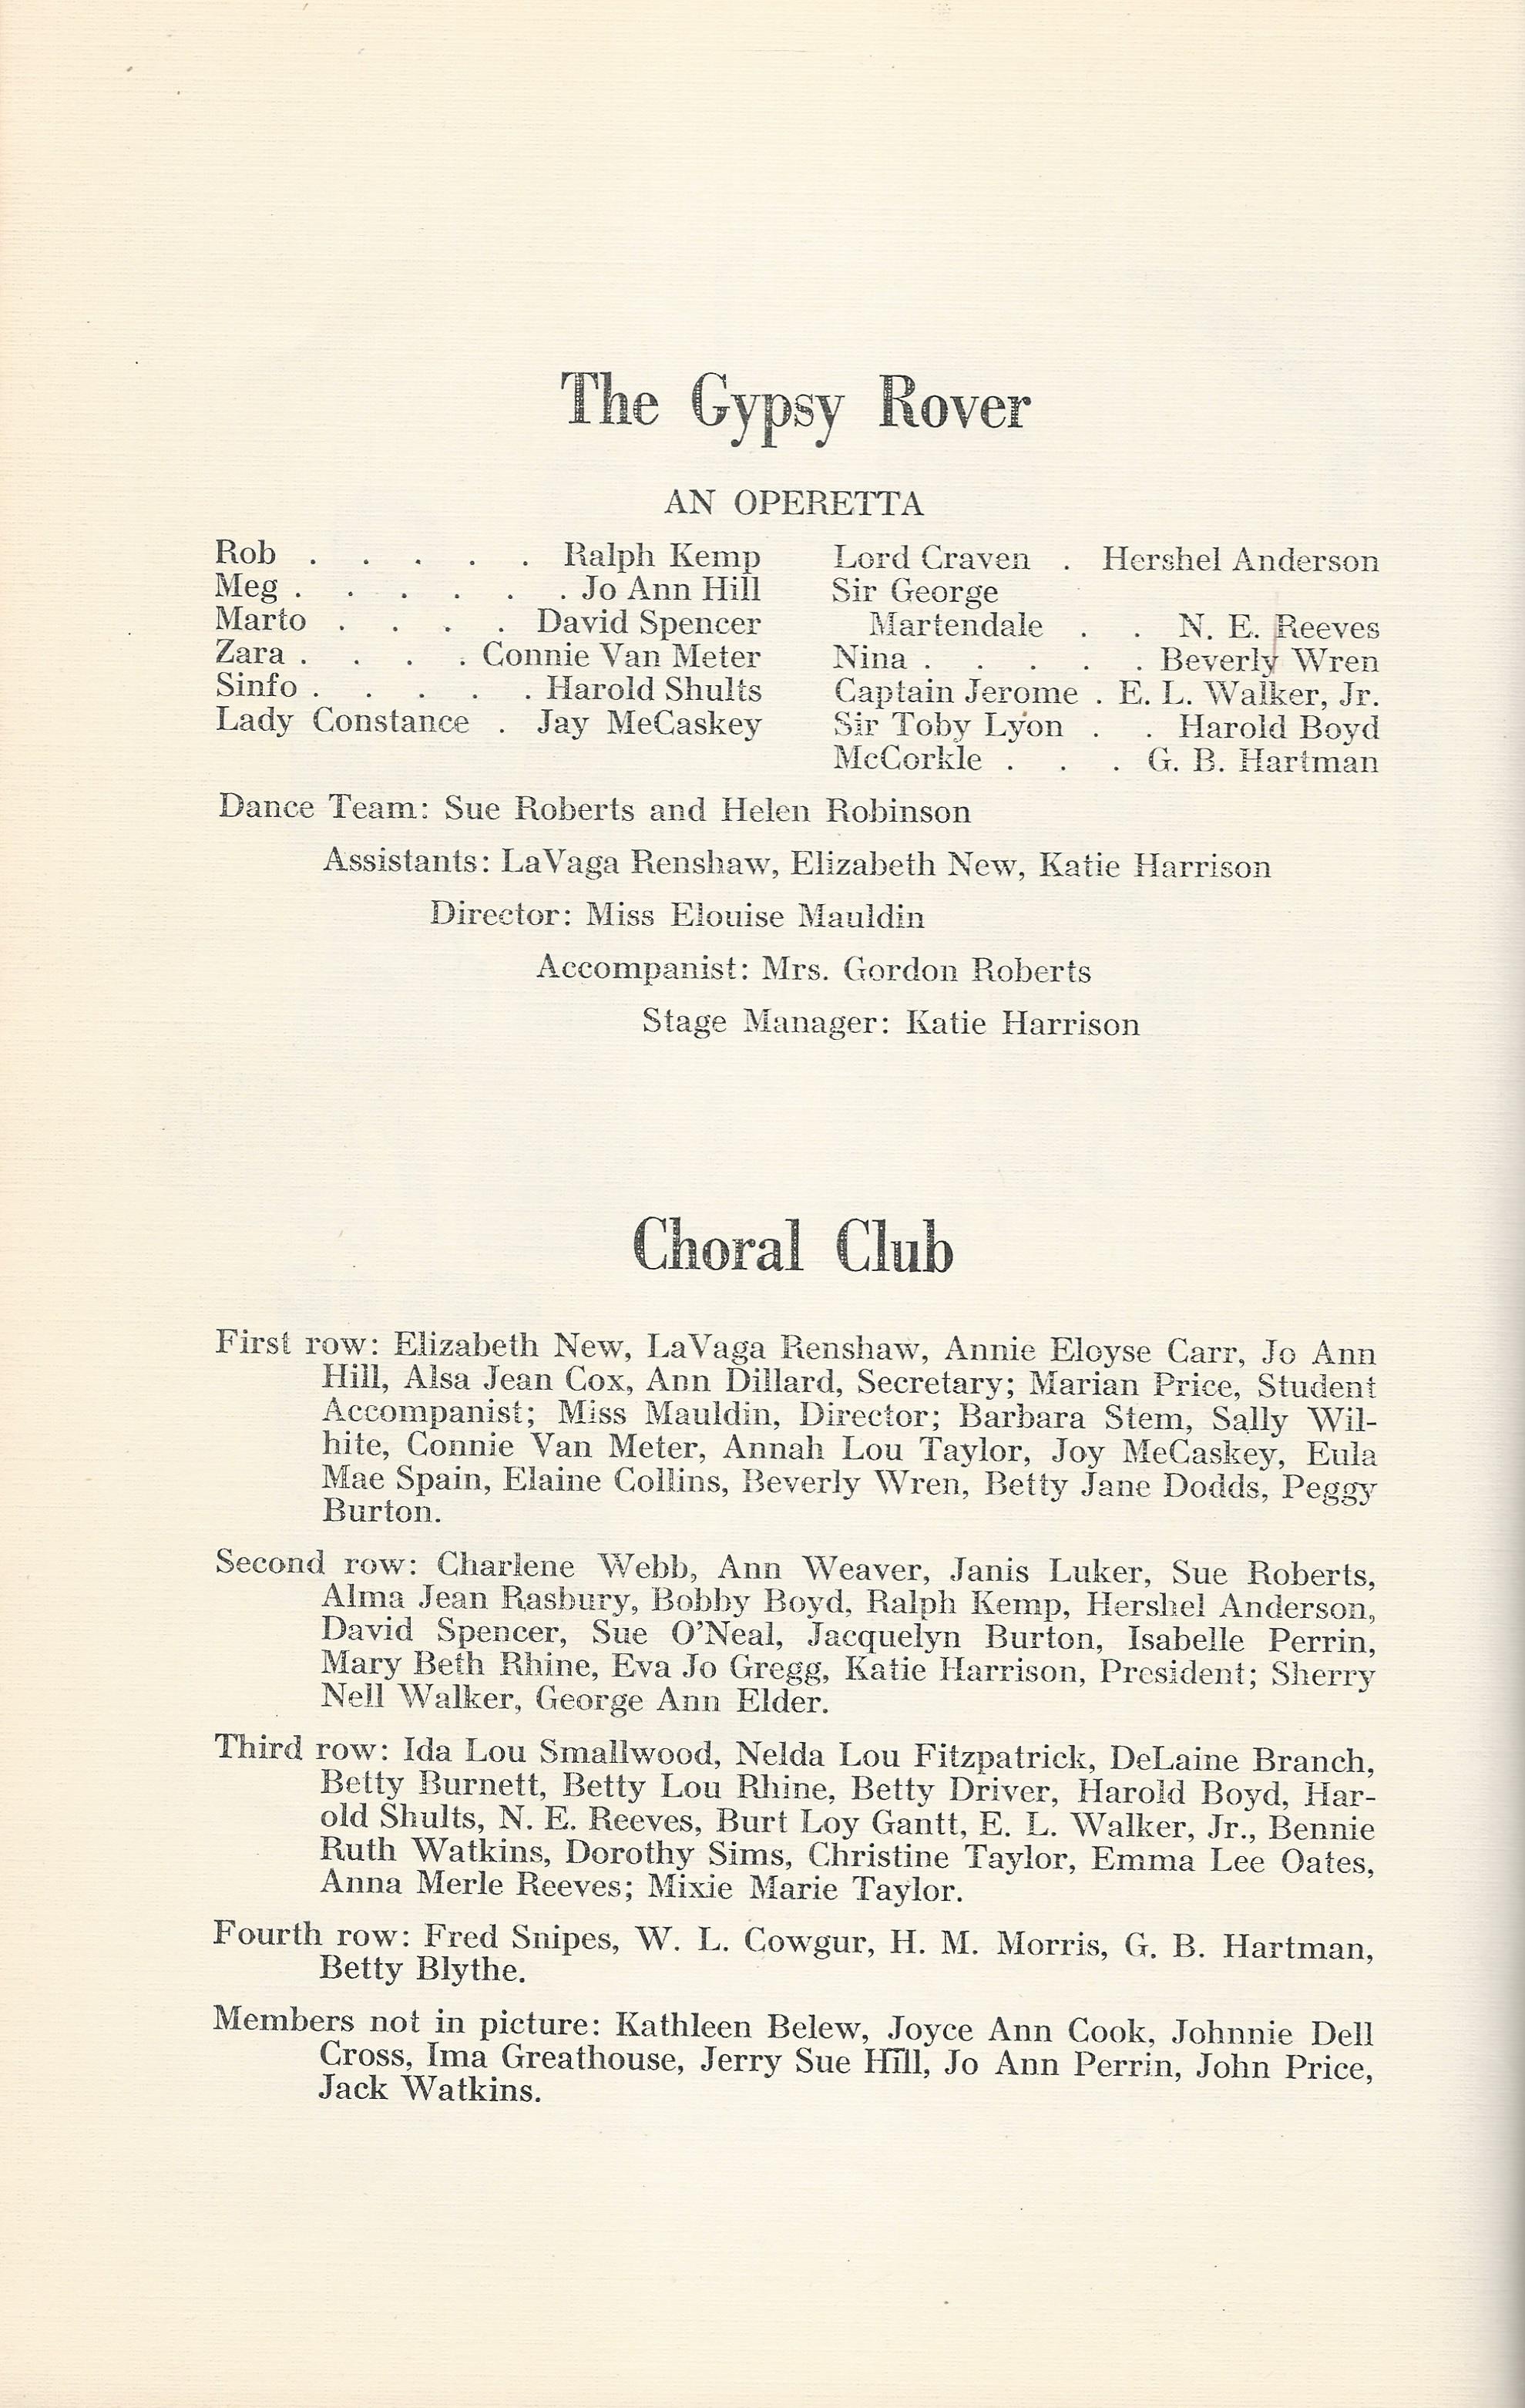 The Gypsy Rover
AN OPERETTA
Rob . . . . . Ralph Kemp
Meg . . . . . . Jo Ann Hill
Marto . . . . David Spencer
Zara . . . . Connie Van Meter
Sinfo . . . . . Harold Shults
Lady Constance . Jay McCaskey
Lord Craven . Hershel Anderson
Sir George
Martendale . . N. E. Reeves
Nina . . . . . Beverly Wren
Captain Jerome . E. L. Walker, Jr.
Sir Toby Lyon . . Harold Boyd
McCorkle . . . G. B. Hartman
Dance Team: Sue Roberts and Helen Robinson
Assistants: LaVaga Renshaw, Elizabeth New, Katie Harrison
Director: Miss Elouise Mauldin
Accompanist: Mrs. Gordon Roberts
Stage Manager: Katie Harrison
Choral Club
First row: Elizabeth New, LaVaga Renshaw, Annie Eloyse Carr, Jo Ann
Hill, Alsa Jean Cox, Ann Dillard, Secretary; Marian Price, Student
Accompanist; Miss Mauldin, Director; Barbara Stem, Sally Wil-
hite, Connie Van Meter, Annah Lou Taylor, Joy McCaskey, Eula
Mae Spain, Elaine Collins, Beverly Wren, Betty Jane Dodds, Peggy
Burton.
Second row: Charlene Webb, Ann Weaver, Janis Luker, Sue Roberts,
Alma Jean Rasbury, Bobby Boyd, Ralph Kemp, Hershel Anderson,
David Spencer, Sue O'Neal, Jacquelyn Burton, Isabelle Perrin,
Mary Beth Rhine, Eva Jo Gregg, Katie Harrison, President; Sherry
Nell Walker, George Ann Elder.
Third row: Ida Lou Smallwood, Nelda Lou Fitzpatrick, DeLaine Branch,
Betty Burnett, Betty Lou Rhine, Betty Driver, Harold Boyd, Har-
old Shults, N. E. Reeves, Burt Loy Gantt, E. L. Walker, Jr., Bennie
Ruth Watkins, Dorothy Sims, Christine Taylor, Emma Lee Oates,
Anna Merle Reeves; Mixie Marie Taylor.
Fourth row: Fred Snipes, W. L. Cowgur, H. M. Morris, G. B. Hartman,
Betty Blythe.
Members not in picture: Kathleen Belew, Joyce Ann Cook, Johnnie Dell
Cross, Ima Greathouse, Jerry Sue Hill, Jo Ann Perrin, John Price,
Jack Watkins.